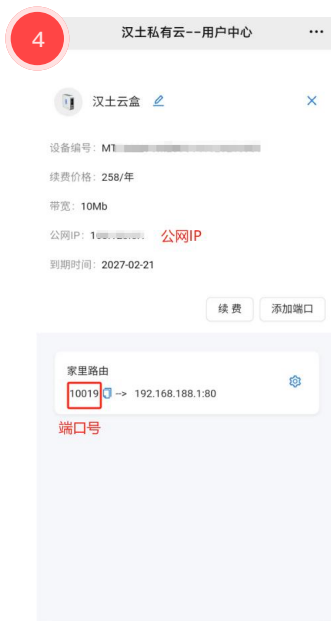 4
汉土私有云--用户中心
汉土云盒
设备编号: MT
续费价格: 258/年
带宽: 10Mb
公网IP: 1 公网IP
到期时间: 2027-02-21
续 费 添加端口
家里路由
10019 --> 192.168.188.1:80
端口号